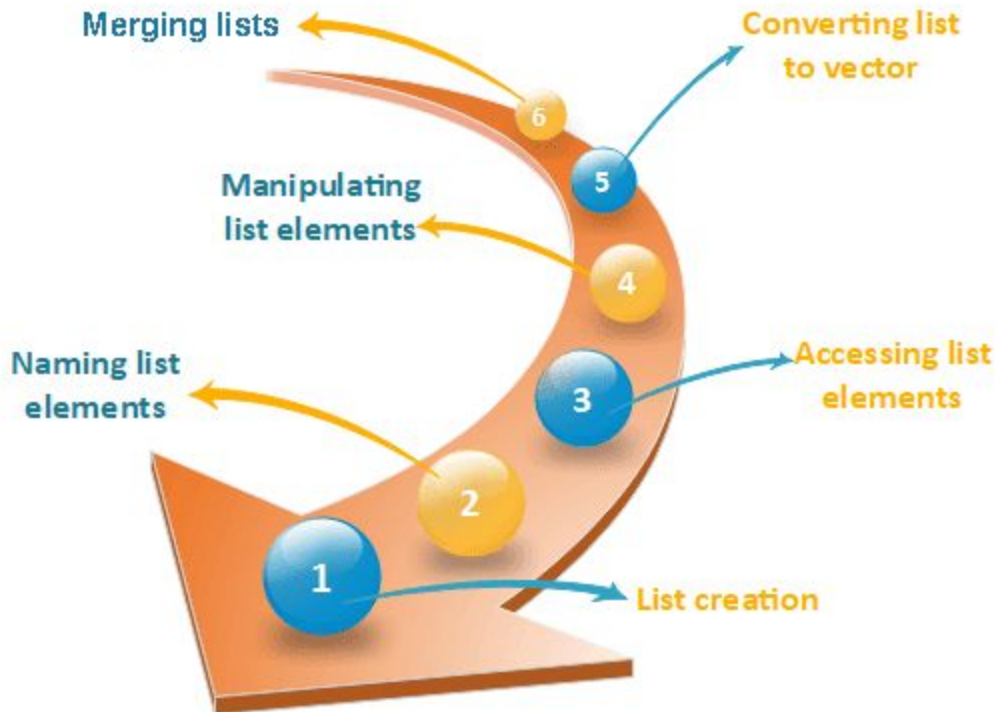 Merging lists
Converting list
to vector
6
5
Manipulating
list elements
4
Naming list
elements
Accessing list
elements
3
2
1
List creation